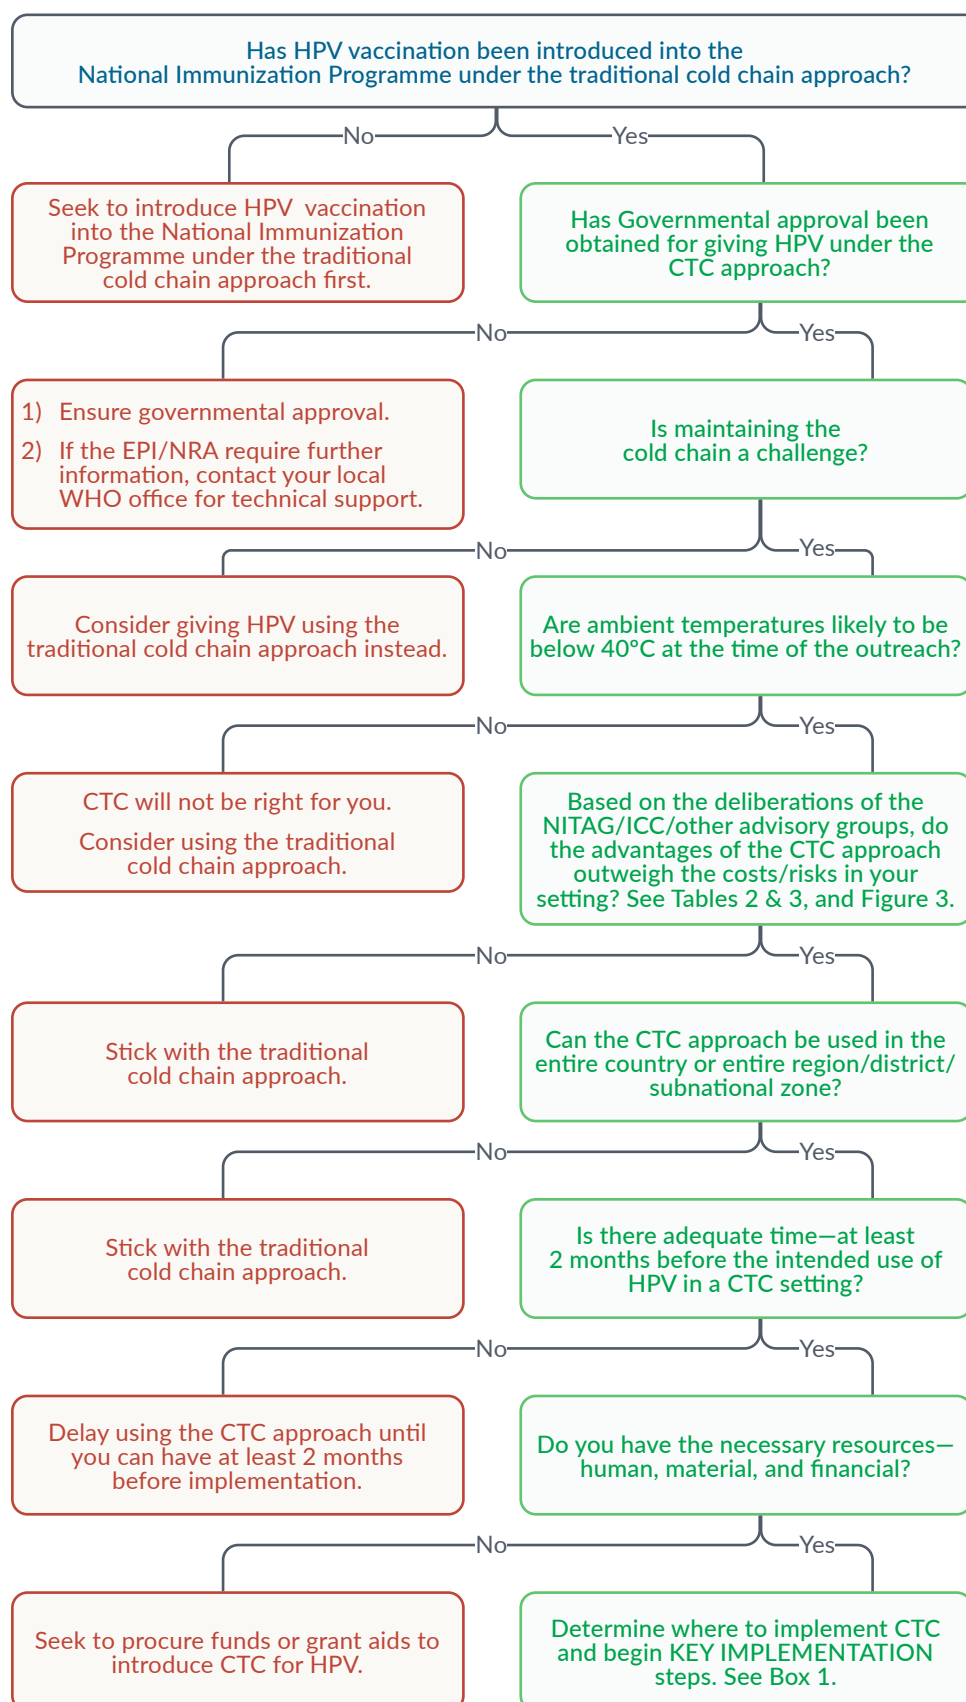 Has HPV vaccination been introduced into the
National Immunization Programme under the traditional cold chain approach?
No
Yes
Seek to introduce HPV  vaccination
into the National Immunization
Programme under the traditional
cold chain approach first.
Has Governmental approval been
obtained for giving HPV under the
CTC approach?
No
Yes
1) Ensure governmental approval.
2) If the EPI/NRA require further
information, contact your local
WHO office for technical support.
Is maintaining the
cold chain a challenge?
No
Yes
Consider giving HPV using the
traditional cold chain approach instead.
Are ambient temperatures likely to be
below 40°C at the time of the outreach?
No
Yes
CTC will not be right for you.
Consider using the traditional
cold chain approach.
Based on the deliberations of the
NITAG/ICC/other advisory groups, do
the advantages of the CTC approach
outweigh the costs/risks in your
setting? See Tables 2 & 3, and Figure 3.
No
Yes
Stick with the traditional
cold chain approach.
Can the CTC approach be used in the
entire country or entire region/district/
subnational zone?
No
Yes
Stick with the traditional
cold chain approach.
Is there adequate time—at least
2 months before the intended use of
HPV in a CTC setting?
No
Yes
Delay using the CTC approach until
you can have at least 2 months
before implementation.
Do you have the necessary resources—
human, material, and financial?
No
Yes
Seek to procure funds or grant aids to
introduce CTC for HPV.
Determine where to implement CTC
and begin KEY IMPLEMENTATION
steps. See Box 1.